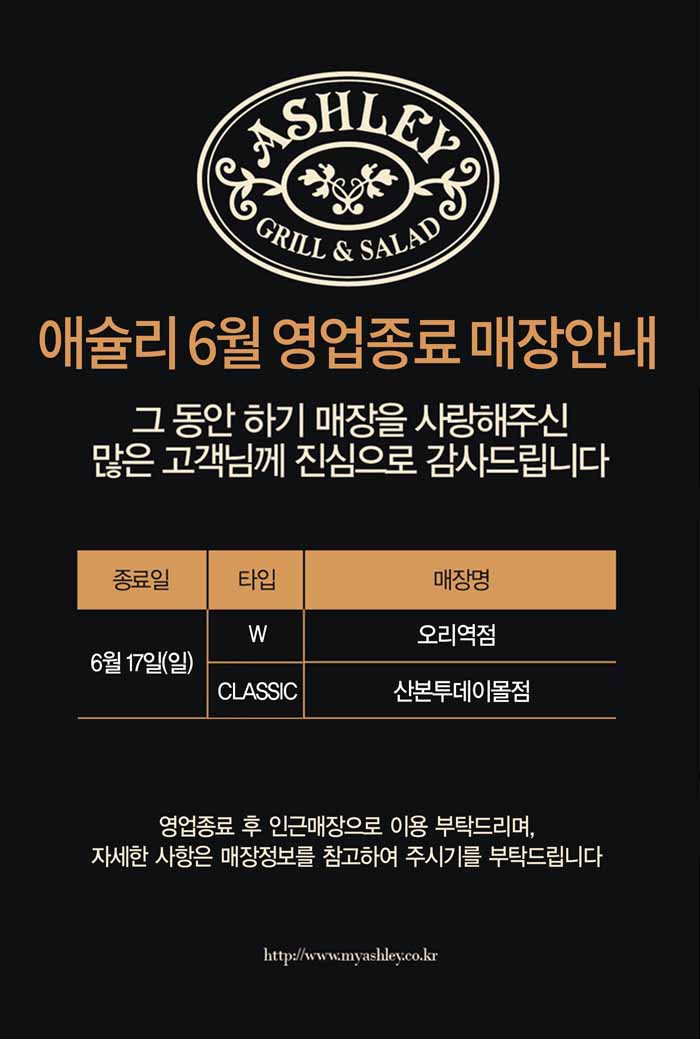 ASHLEY
GRILL & SALAD
애슐리 6월 영업종료 매장안내
그 동안 하기 매장을 사랑해주신
많은 고객님께 진심으로 감사드립니다
종료일 타입 매장명
6월 17일(일) W 오리역점
CLASSIC 산본투데이몰점
영업종료 후 인근매장으로 이용 부탁드리며,
자세한 사항은 매장정보를 참고하여 주시기를 부탁드립니다
http://www.myashley.co.kr